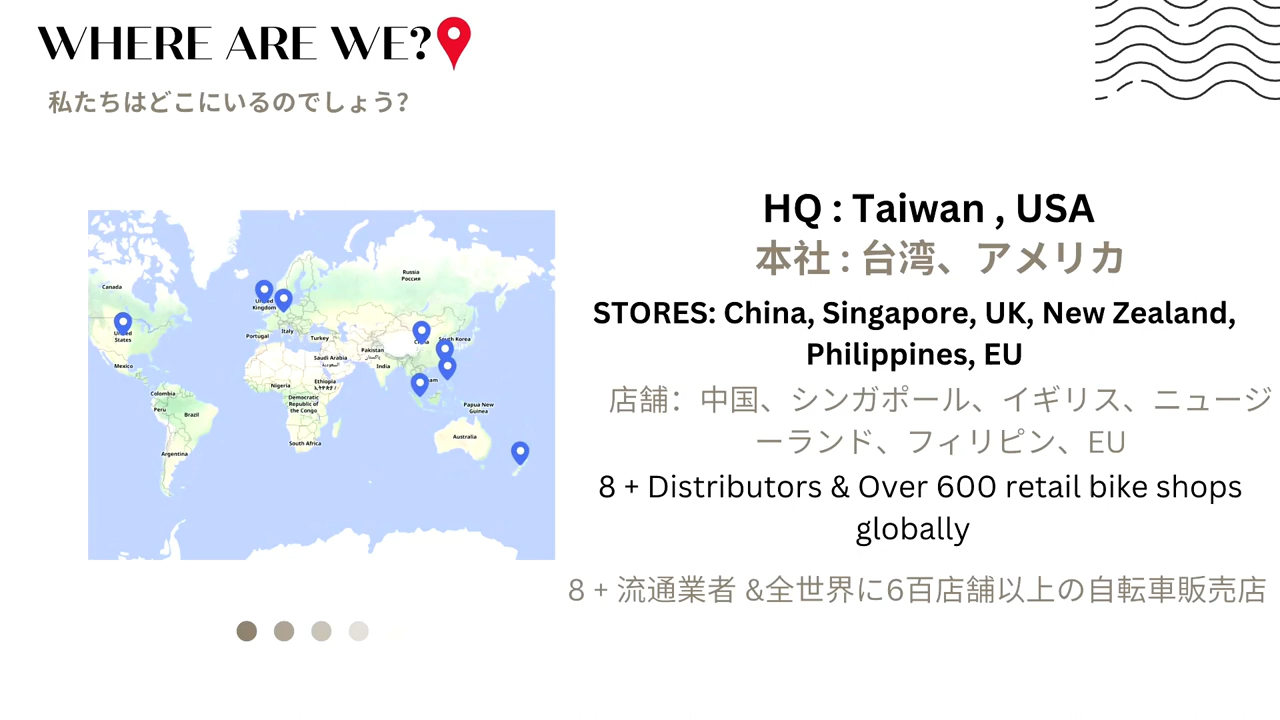 WHERE ARE WE?
私たちはどこにいるのでしょう?
HQ : Taiwan , USA
本社 : 台湾、アメリカ
STORES: China, Singapore, UK, New Zealand,
Philippines, EU
店舗：中国、シンガポール、イギリス、ニュージ
ーランド、フィリピン、EU
8 + Distributors & Over 600 retail bike shops
globally
8 + 流通業者 &全世界に6百店舗以上の自転車販売店
Canada
United
States
Mexico
Colombia
Peru
Brazil
Argentina
United
Kingdom
Portugal
Italy
Turkey
Russia
Россия
Saudi Arabia
السعودية
Pakistan
پاکستان
India
South Korea
Nigeria
Ethiopia
ኢትዮጵያ
Democratic
Republic of
the Congo
South Africa
Papua New
Guinea
Australia